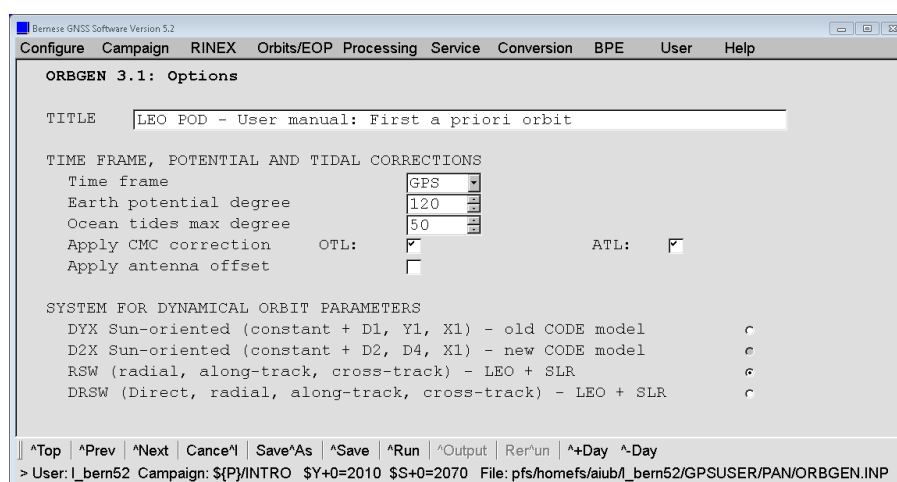 Bernese GNSS Software Version 5.2
Configure Campaign RINEX Orbits/EOP Processing Service Conversion BPE User Help
ORBGEN 3.1: Options
TITLE LEO POD - User manual: First a priori orbit
TIME FRAME, POTENTIAL AND TIDAL CORRECTIONS
Time frame GPS
Earth potential degree 120
Ocean tides max degree 50
Apply CMC correction OTL: ATL:
Apply antenna offset
SYSTEM FOR DYNAMICAL ORBIT PARAMETERS
DYX Sun-oriented (constant + D1, Y1, X1) - old CODE model
D2X Sun-oriented (constant + D2, D4, X1) - new CODE model
RSW (radial, along-track, cross-track) - LEO + SLR
DRSW (Direct, radial, along-track, cross-track) - LEO + SLR
^Top ^Prev ^Next Cance^l Save^As ^Save ^Run ^Output Rer^un ^+Day ^-Day
> User: l_bern52 Campaign: ${P}/INTRO $Y+0=2010 $S+0=2070 File: pfs/homefs/aiub/l_bern52/GPSUSER/PAN/ORBGEN.INP